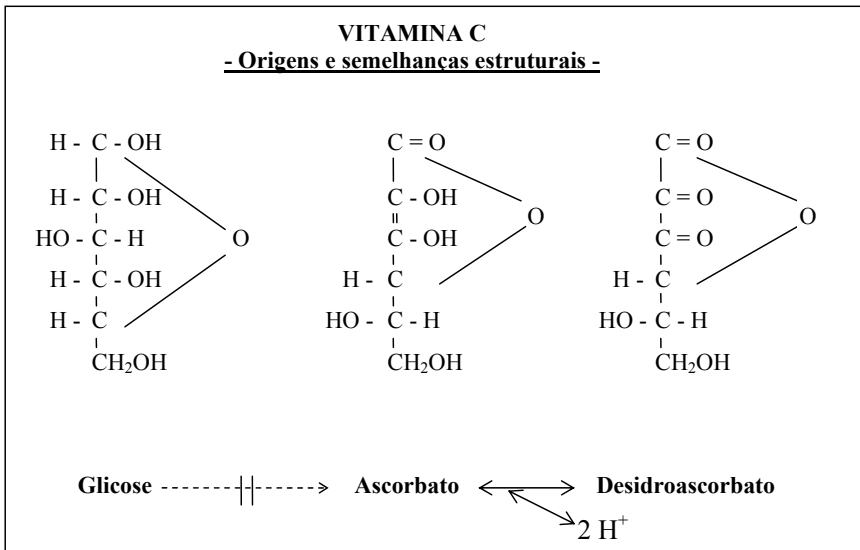 VITAMINA C
- Origens e semelhanças estruturais -
H - C - OH C = O C = O
H - C - OH C - OH C = O
O O
HO - C - H O C - OH C = O
H - C - OH H - C H - C
H - C HO - C - H HO - C - H
CH₂OH CH₂OH CH₂OH
Glicose Ascorbato Desidroascorbato
2 H⁺